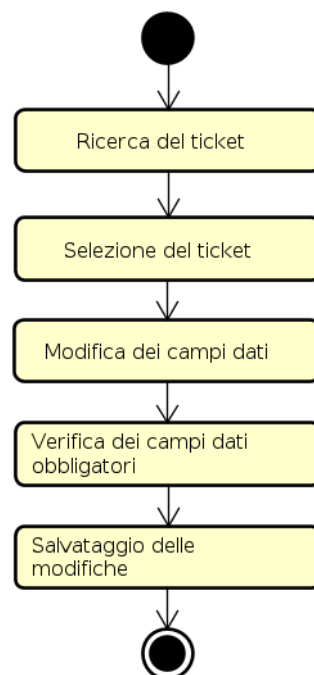 Ricerca del ticket
Selezione del ticket
Modifica dei campi dati
Verifica dei campi dati
obbligatori
Salvataggio delle
modifiche